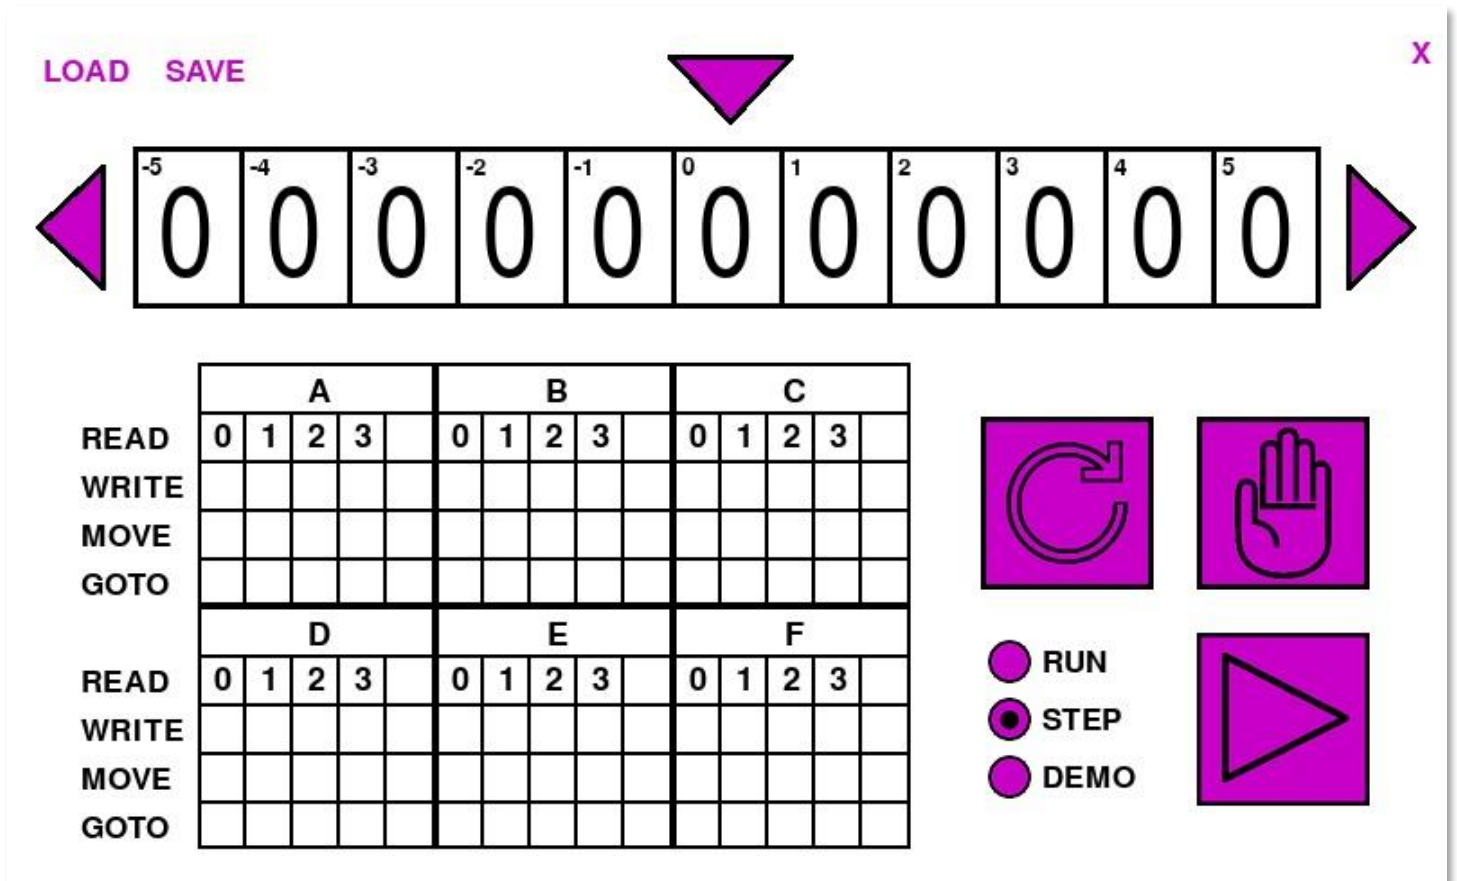 LOAD SAVE X
-5 -4 -3 -2 -1 0 1 2 3 4 5
0 0 0 0 0 0 0 0 0 0 0
A B C
READ 0 1 2 3 0 1 2 3 0 1 2 3
WRITE
MOVE
GOTO
D E F
READ 0 1 2 3 0 1 2 3 0 1 2 3
WRITE
MOVE
GOTO
RUN
STEP
DEMO